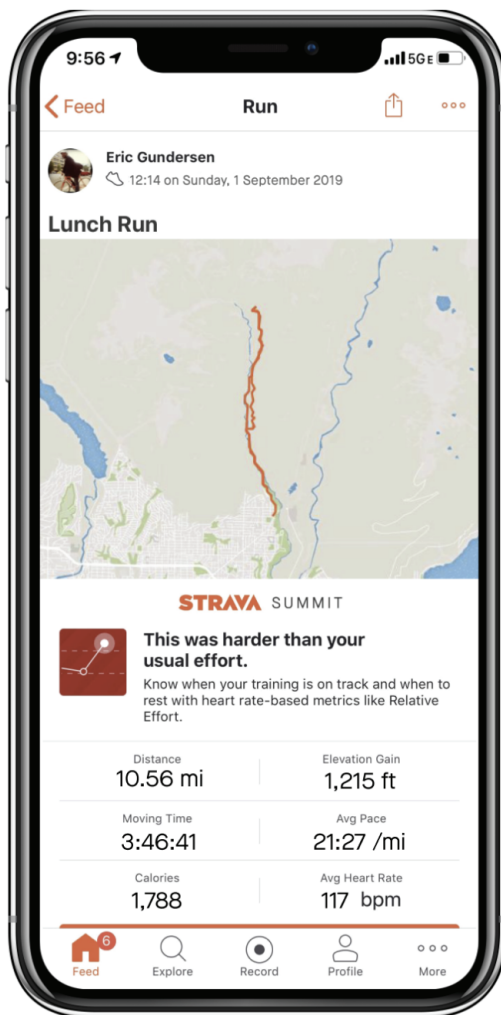 9:56
5GE
Feed
Run
Eric Gundersen
12:14 on Sunday, 1 September 2019
Lunch Run
STRAVA SUMMIT
This was harder than your
usual effort.
Know when your training is on track and when to
rest with heart rate-based metrics like Relative
Effort.
Distance
10.56 mi
Elevation Gain
1,215 ft
Moving Time
3:46:41
Avg Pace
21:27 /mi
Calories
1,788
Avg Heart Rate
117 bpm
6
Feed
Explore
Record
Profile
More